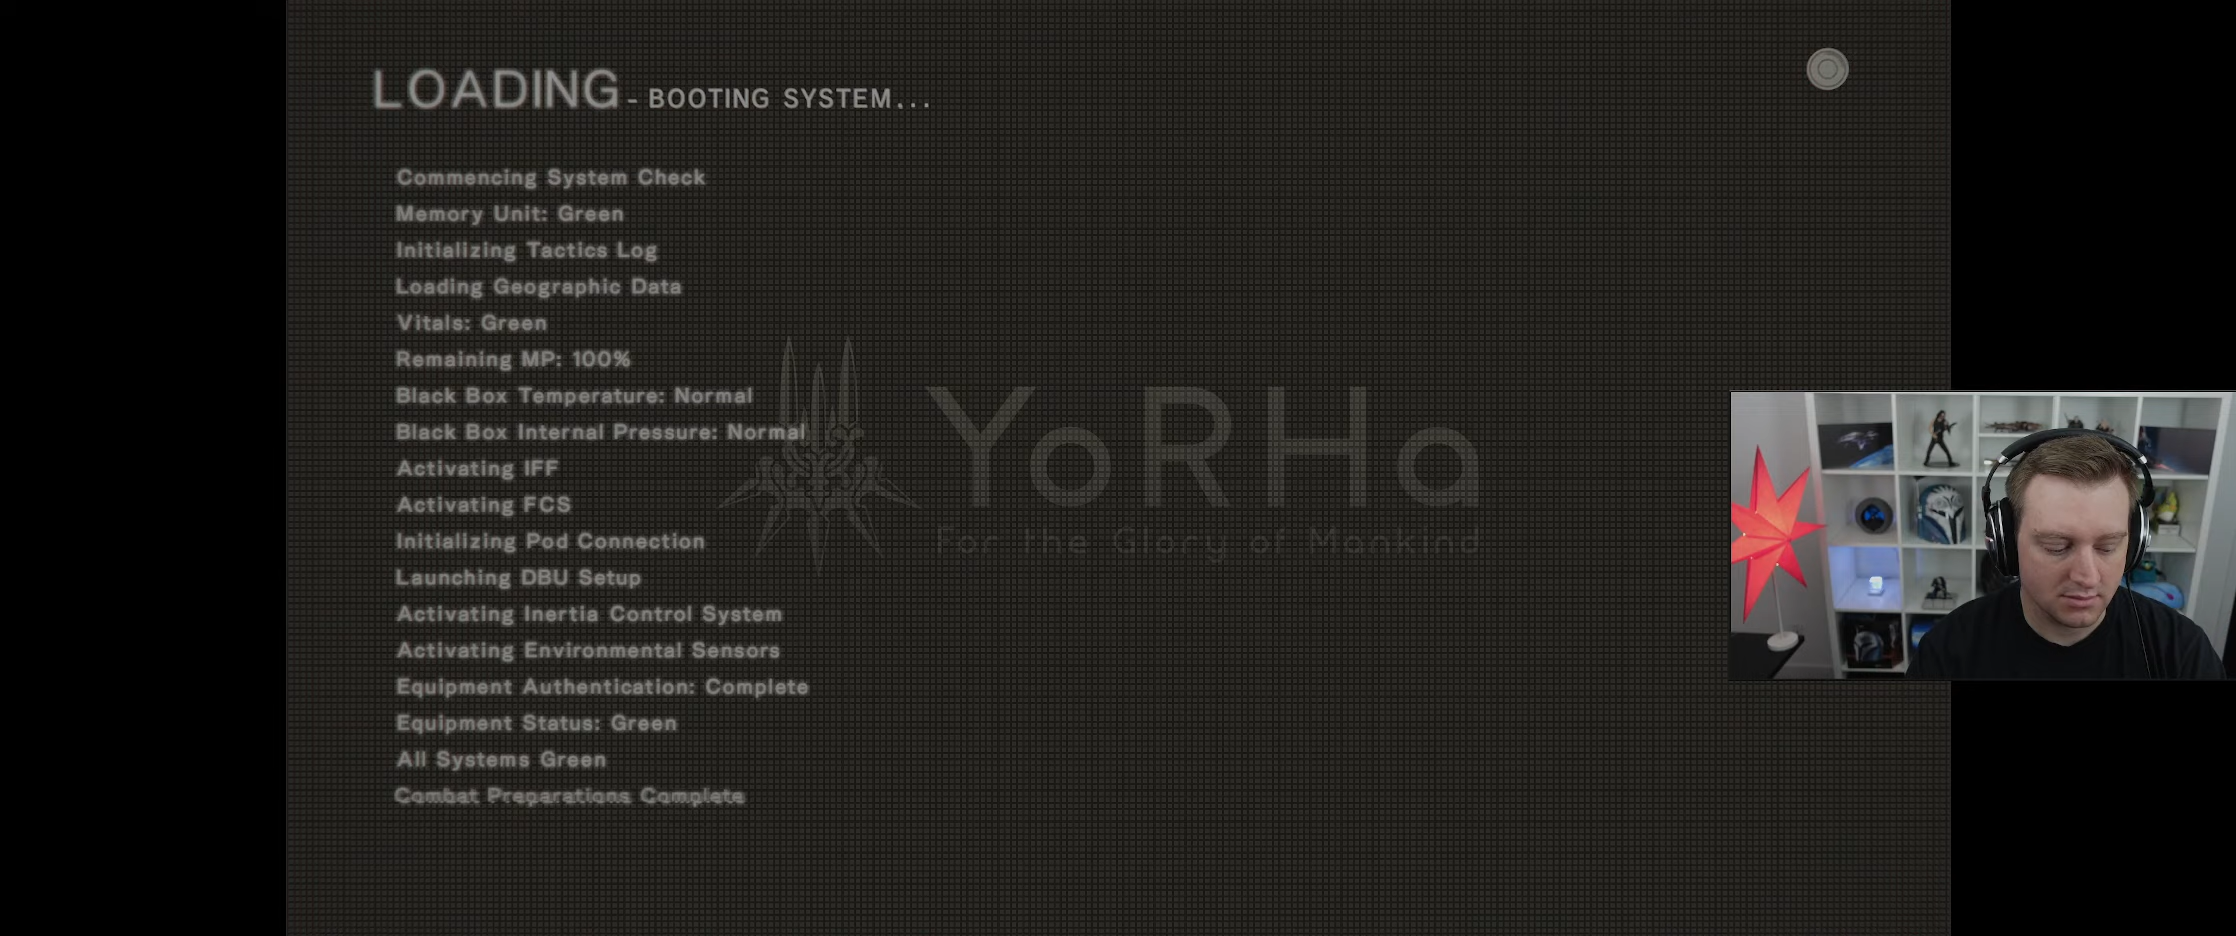 LOADING - BOOTING SYSTEM...
Commencing System Check
Memory Unit: Green
Initializing Tactics Log
Loading Geographic Data
Vitals: Green
Remaining MP: 100%
Black Box Temperature: Normal
Black Box Internal Pressure: Normal
Activating IFF
Activating FCS
Initializing Pod Connection
Launching DBU Setup
Activating Inertia Control System
Activating Environmental Sensors
Equipment Authentication: Complete
Equipment Status: Green
All Systems Green
Combat Preparations Complete
YoRHa
For the Glory of Mankind